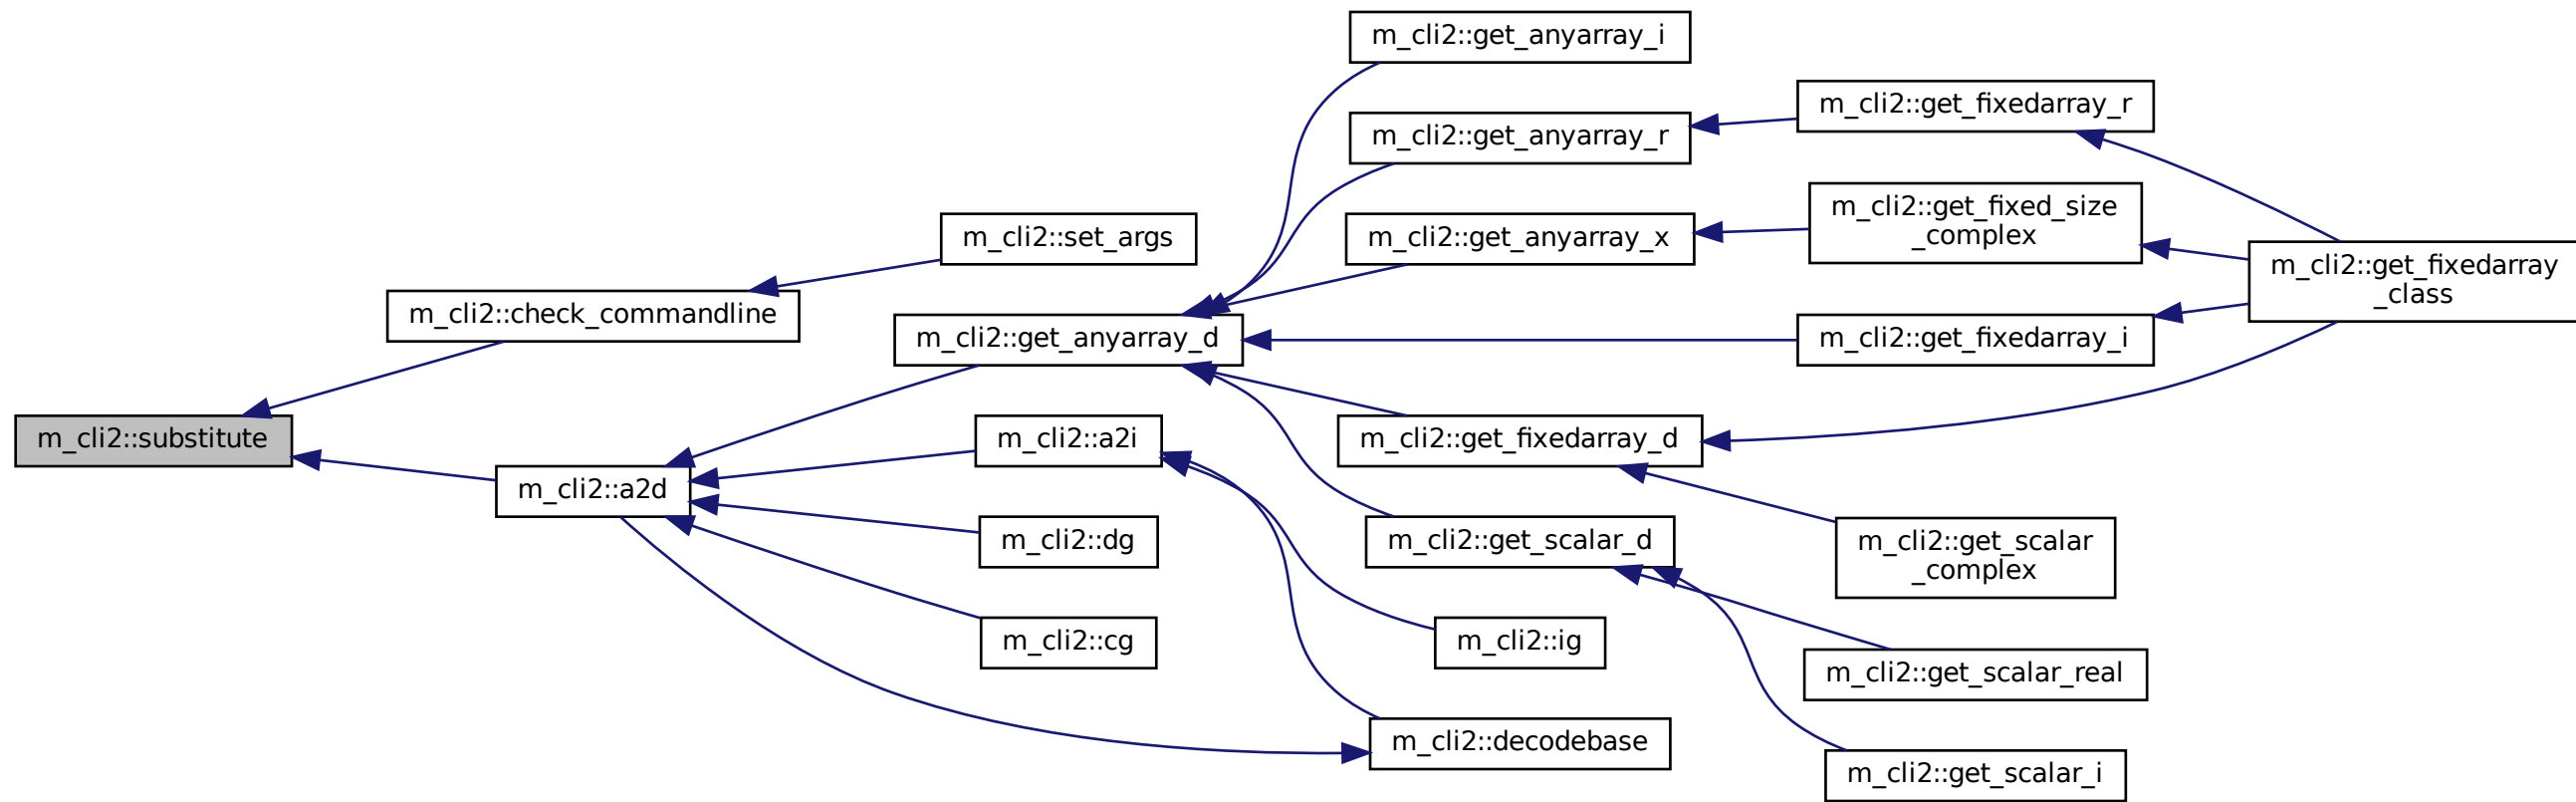 m_cli2::get_anyarray_i
m_cli2::get_fixedarray_r
m_cli2::get_anyarray_r
m_cli2::get_fixed_size
_complex
m_cli2::set_args
m_cli2::get_anyarray_x
m_cli2::get_fixedarray
_class
m_cli2::check_commandline
m_cli2::get_anyarray_d
m_cli2::get_fixedarray_i
m_cli2::substitute
m_cli2::a2i
m_cli2::get_fixedarray_d
m_cli2::a2d
m_cli2::dg
m_cli2::get_scalar_d
m_cli2::get_scalar
_complex
m_cli2::cg
m_cli2::ig
m_cli2::get_scalar_real
m_cli2::decodebase
m_cli2::get_scalar_i